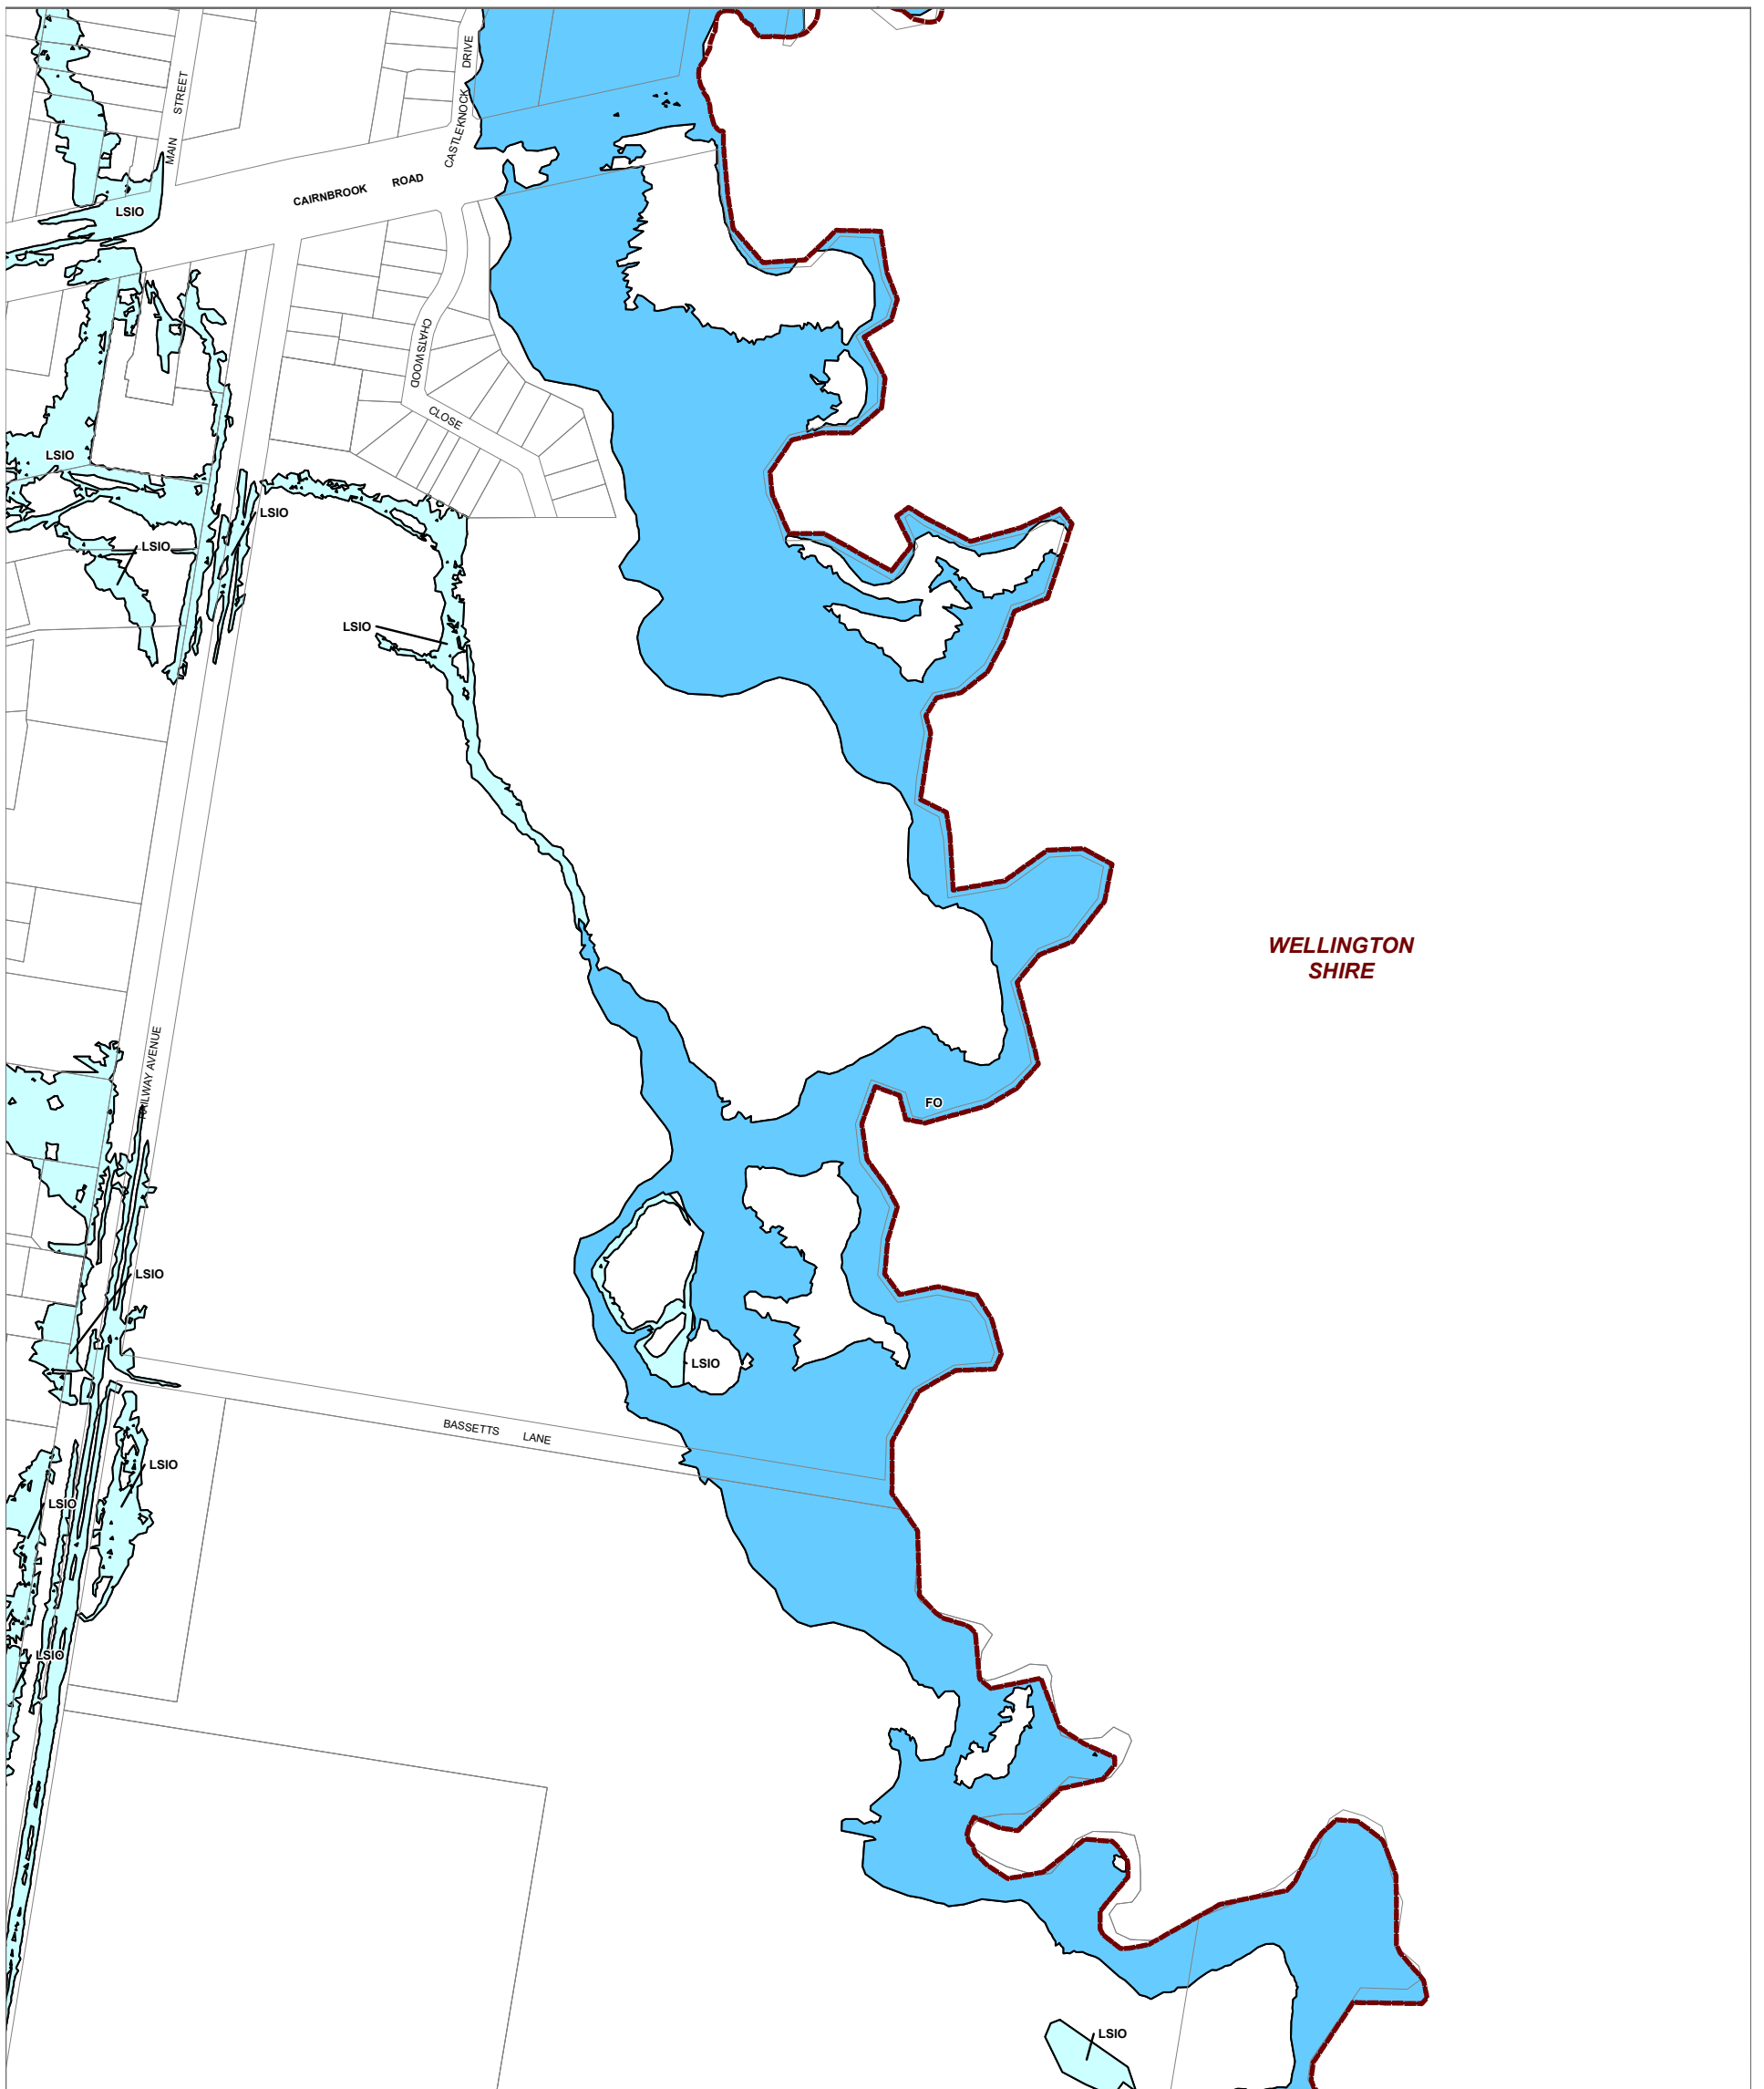 DRIVE
STREET
CASTLEKNOCK
MAIN
CAIRNBROOK ROAD
LSIO
CHATSWOOD
CLOSE
LSIO
LSIO
LSIO
LSIO
WELLINGTON
SHIRE
RAILWAY AVENUE
FO
LSIO
LSIO
BASSETTS LANE
LSIO
LSIO
LSIO
LSIO